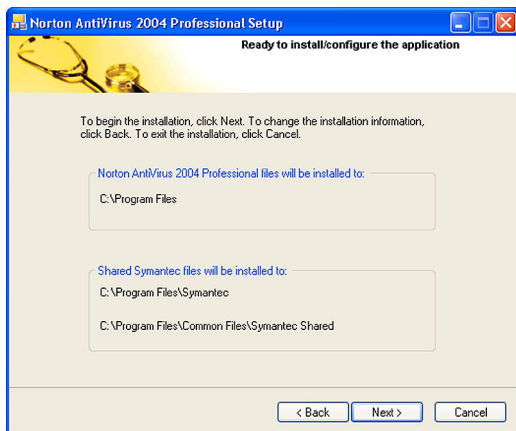 Norton AntiVirus 2004 Professional Setup
Ready to install/configure the application
To begin the installation, click Next. To change the installation information,
click Back. To exit the installation, click Cancel.
Norton AntiVirus 2004 Professional files will be installed to:
C:\Program Files
Shared Symantec files will be installed to:
C:\Program Files\Symantec
C:\Program Files\Common Files\Symantec Shared
< Back
Next >
Cancel